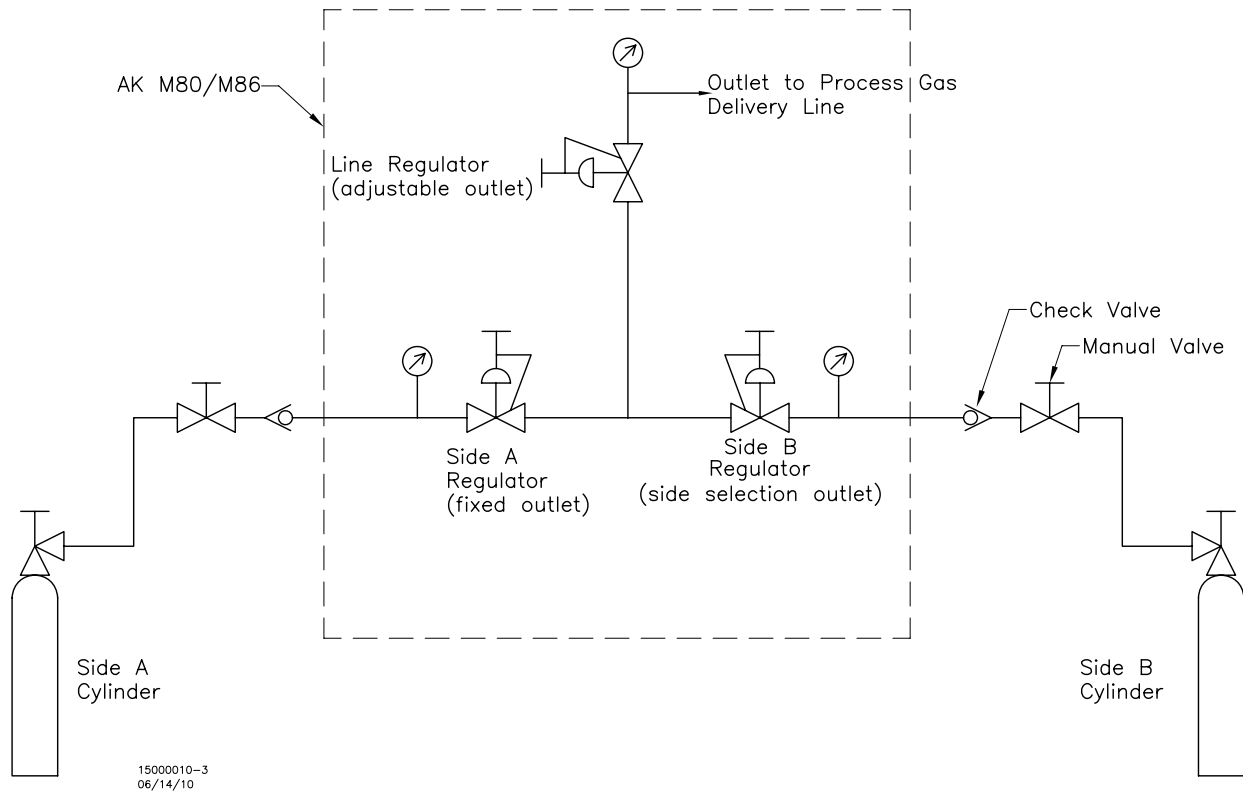 AK M80/M86
Outlet to Process Gas
Delivery Line
Line Regulator
(adjustable outlet)
Check Valve
Manual Valve
Side A
Regulator
(fixed outlet)
Side B
Regulator
(side selection outlet)
Side A
Cylinder
Side B
Cylinder
15000010-3
06/14/10